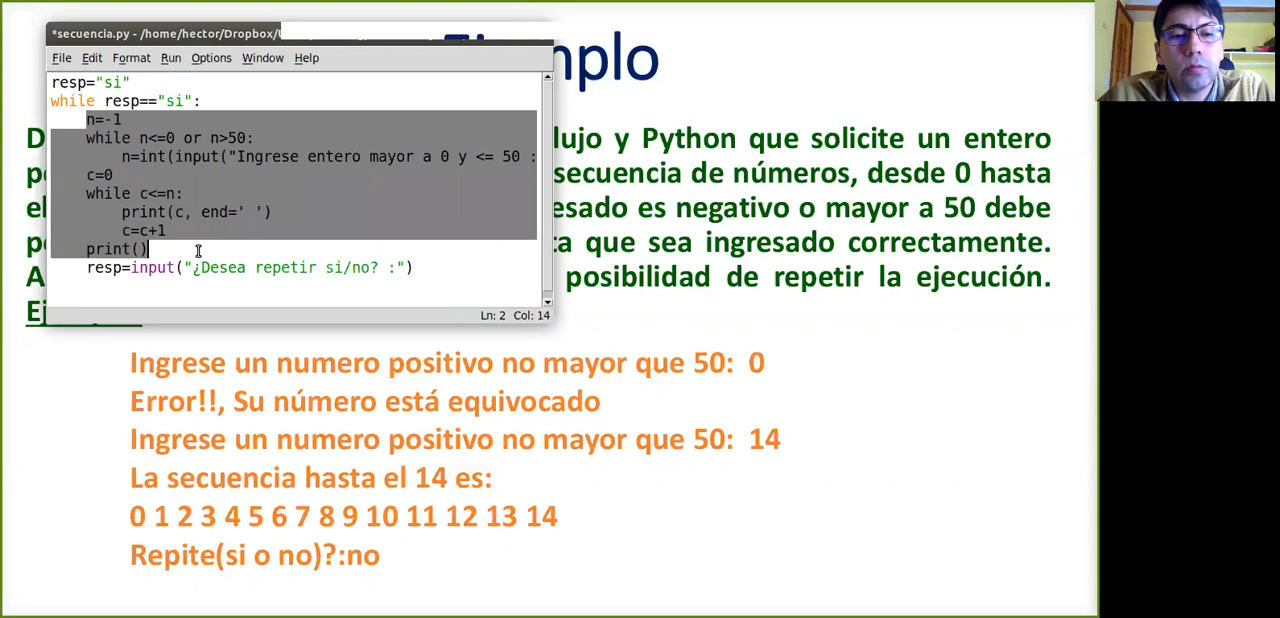 *secuencia.py - /home/hector/Dropbox/
File Edit Format Run Options Window Help
resp="si"
while resp=="si":
n=-1
while n<=0 or n>50:
n=int(input("Ingrese entero mayor a 0 y <= 50 :
c=0
while c<=n:
print(c, end=' ')
c=c+1
print()
resp=input("¿Desea repetir si/no? :")
Ln: 2 Col: 14
y Python que solicite un entero
secuencia de números, desde 0 hasta
es negativo o mayor a 50 debe
que sea ingresado correctamente.
posibilidad de repetir la ejecución.
Ingrese un numero positivo no mayor que 50: 0
Error!!, Su número está equivocado
Ingrese un numero positivo no mayor que 50: 14
La secuencia hasta el 14 es:
0 1 2 3 4 5 6 7 8 9 10 11 12 13 14
Repite(si o no)?:no